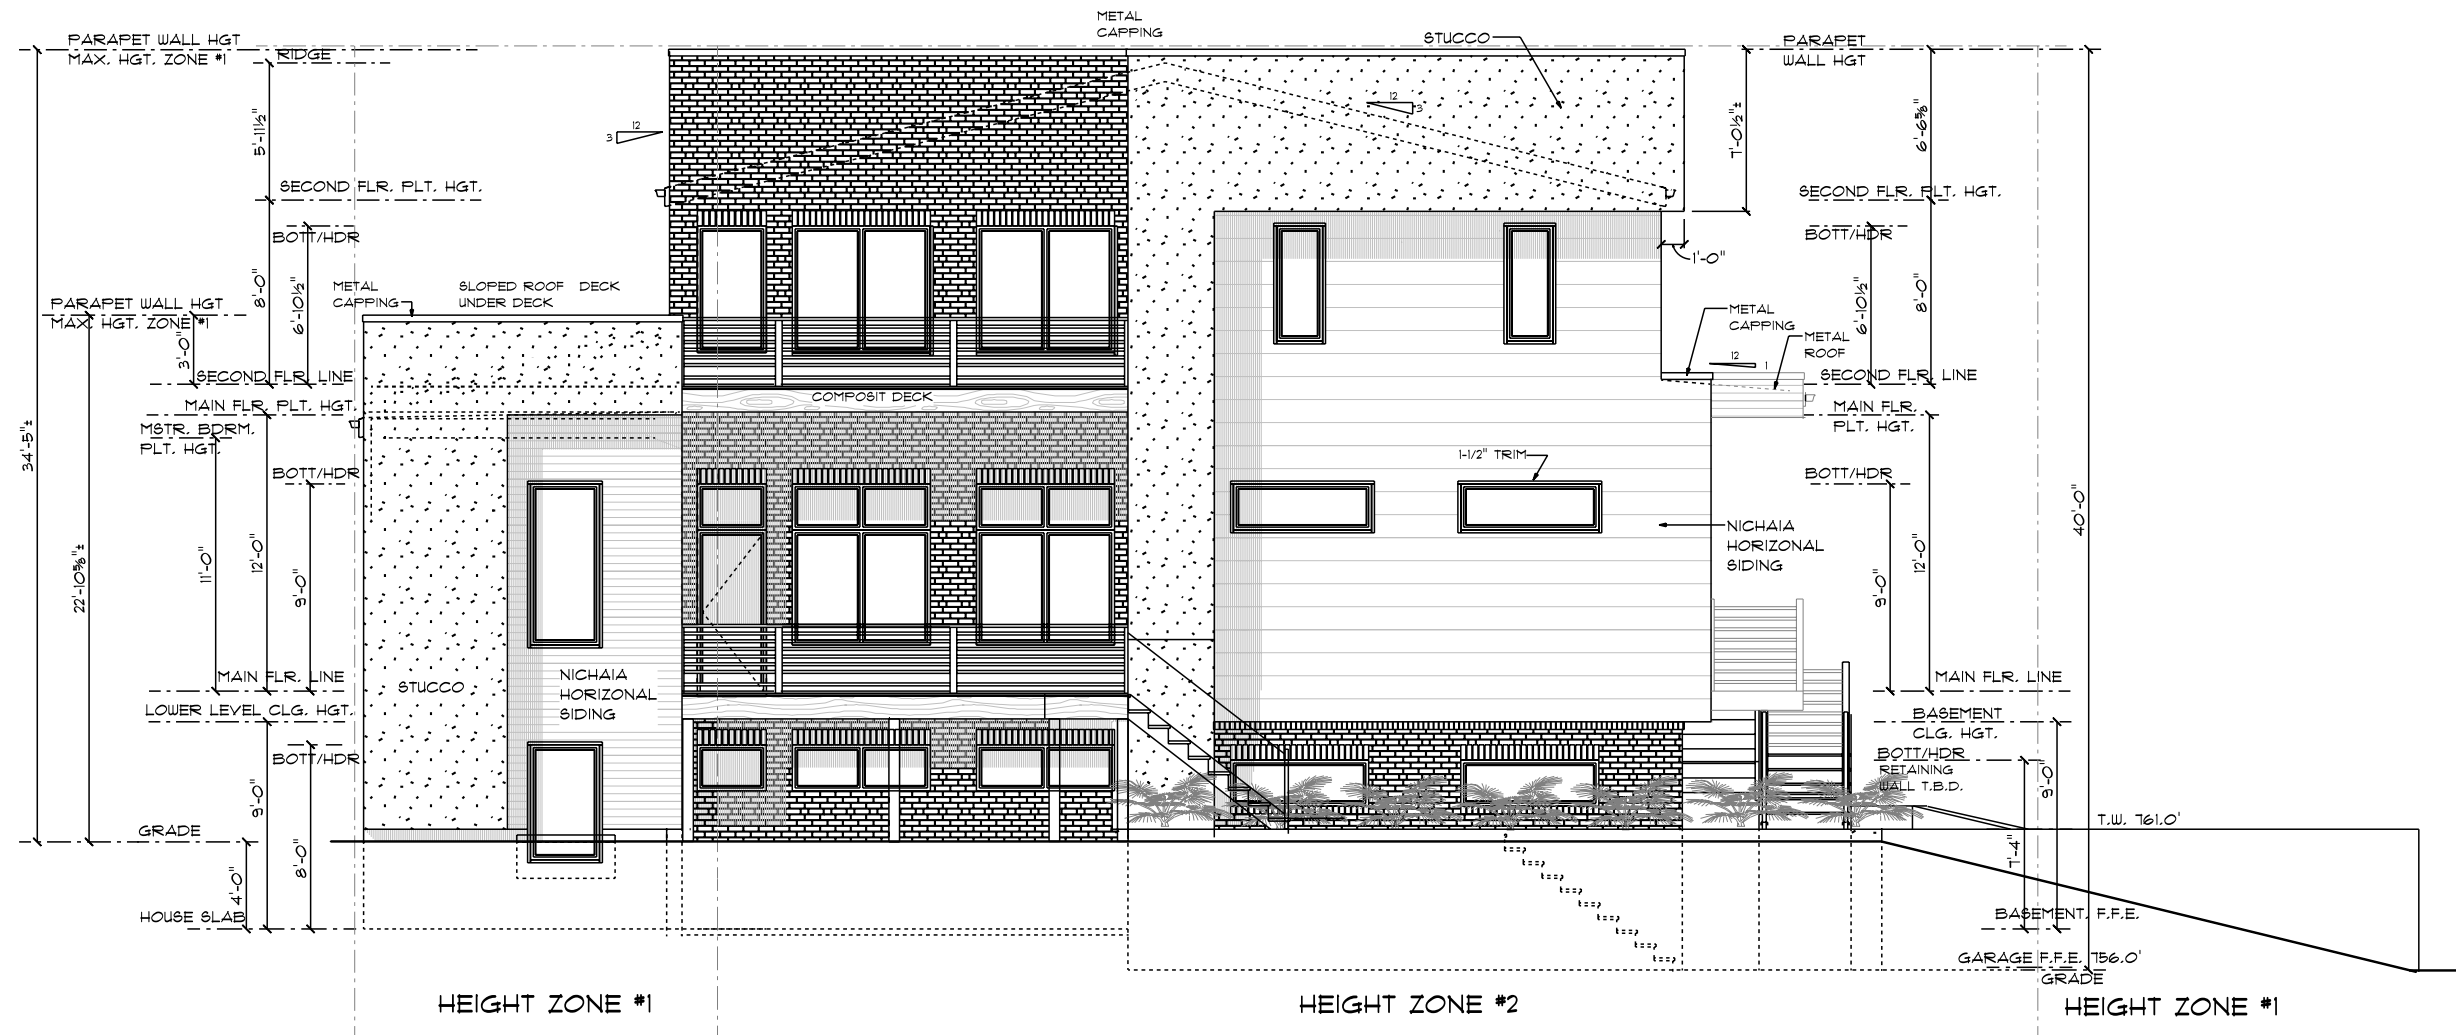 METAL
CAPPING
PARAPET WALL HGT
MAX. HGT. ZONE #1
RIDGE
STUCCO
PARAPET
WALL HGT
12
3
12
3
5'-11½"
7'-0½"±
6'-6⅝"
SECOND FLR. PLT. HGT.
SECOND FLR. PLT. HGT.
BOTT/HDR
BOTT/HDR
1'-0"
8'-0"
6'-10½"
6'-10½"
8'-0"
METAL
CAPPING
SLOPED ROOF DECK
UNDER DECK
PARAPET WALL HGT
MAX. HGT. ZONE #1
3'-0"
METAL
CAPPING
METAL
ROOF
12
1
SECOND FLR. LINE
SECOND FLR. LINE
COMPOSIT DECK
MAIN FLR. PLT. HGT.
MAIN FLR.
PLT. HGT.
MSTR. BDRM.
PLT. HGT.
34'-5"±
BOTT/HDR
1-1/2" TRIM
BOTT/HDR
40'-0"
NICHAIA
HORIZONAL
SIDING
22'-10⅝"±
11'-0"
12'-0"
9'-0"
9'-0"
12'-0"
MAIN FLR. LINE
STUCCO
NICHAIA
HORIZONAL
SIDING
MAIN FLR. LINE
LOWER LEVEL CLG. HGT.
BASEMENT
CLG. HGT.
BOTT/HDR
BOTT/HDR
RETAINING
WALL T.B.D.
9'-0"
9'-0"
T.W. 761.0'
GRADE
8'-0"
7'-4"
4'-0"
HOUSE SLAB
BASEMENT. F.F.E.
GARAGE F.F.E. 756.0'
GRADE
HEIGHT ZONE #1
HEIGHT ZONE #2
HEIGHT ZONE #1